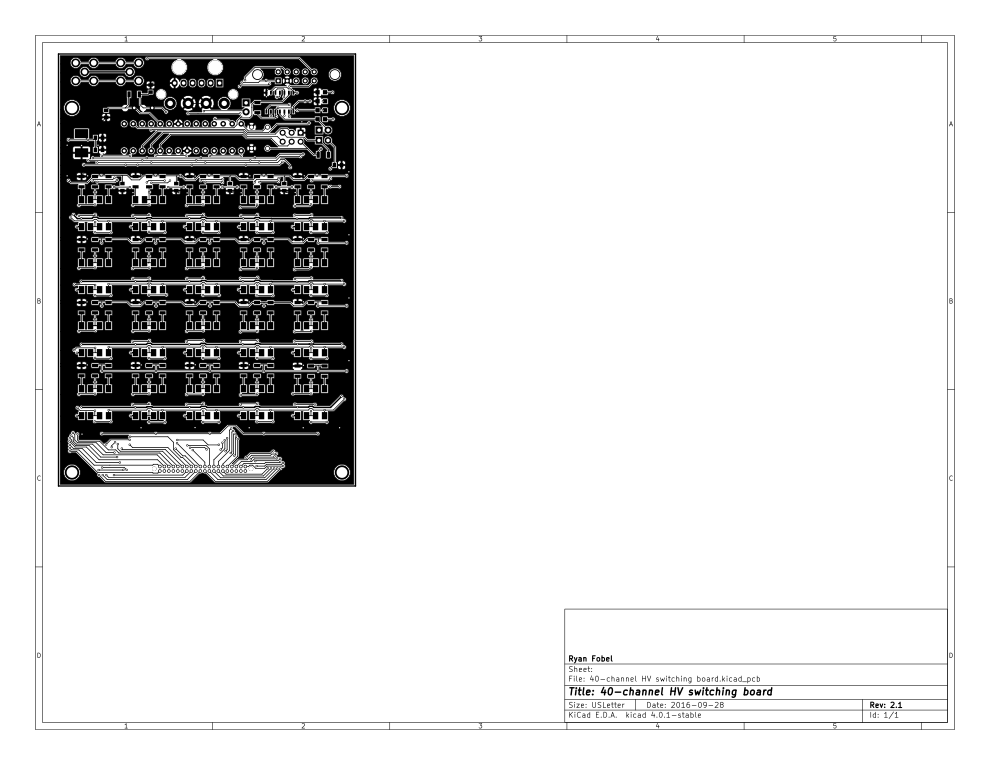 1 2 3 4 5
A A
B B
C C
D D
Ryan Fobel
Sheet:
File: 40-channel HV switching board.kicad_pcb
Title: 40-channel HV switching board
Size: USLetter Date: 2016-09-28 Rev: 2.1
KiCad E.D.A. kicad 4.0.1-stable Id: 1/1
1 2 3 4 5